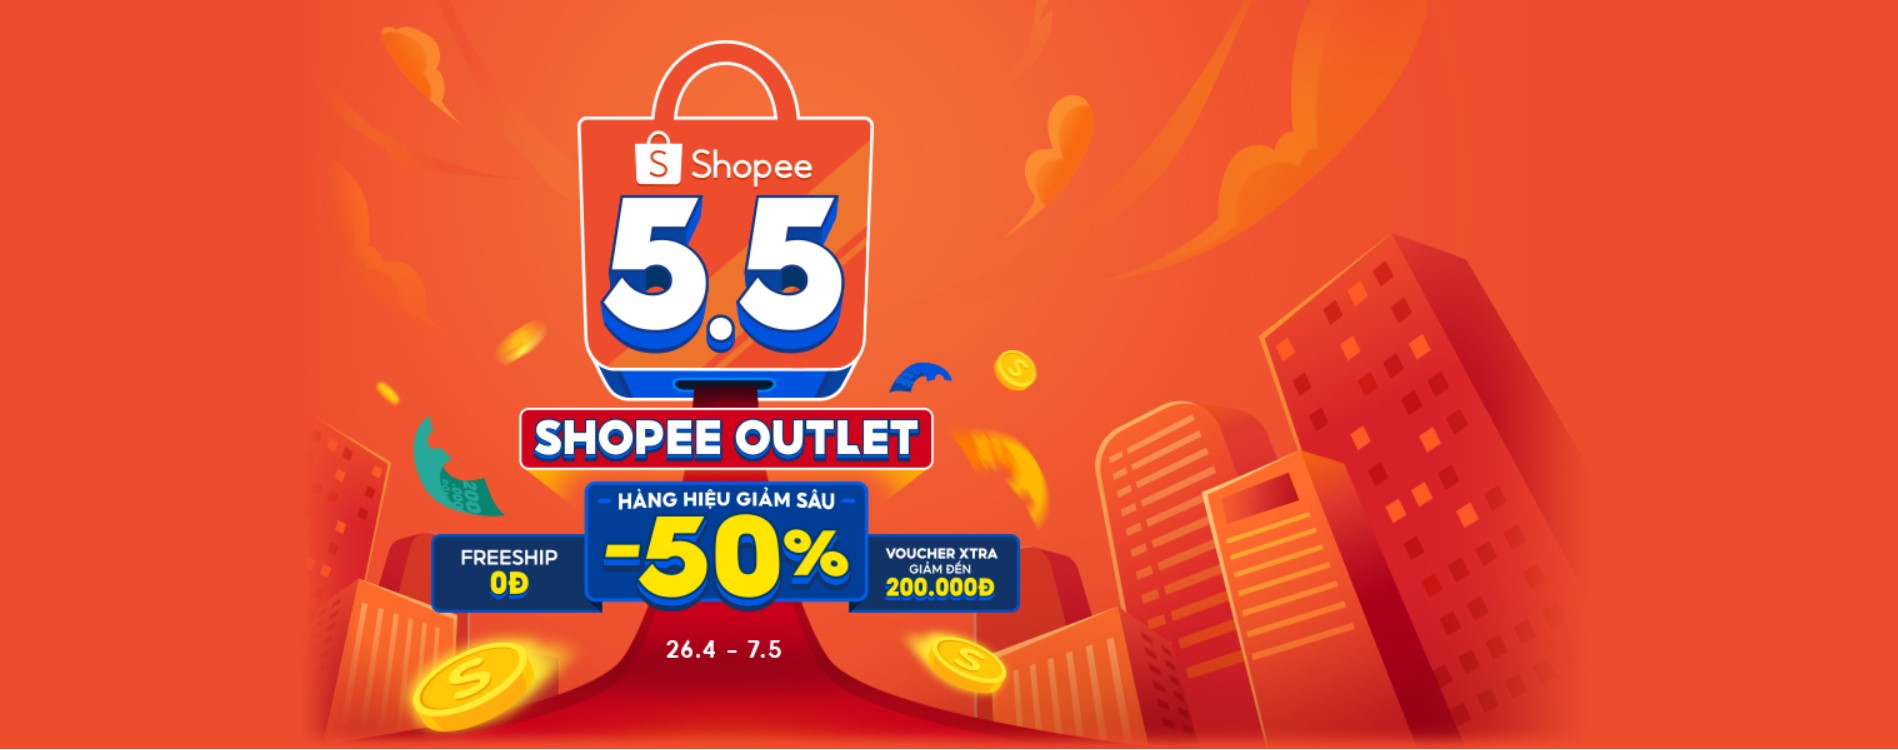 S Shopee
5.5
SHOPEE OUTLET
HÀNG HIỆU GIẢM SÂU
-50%
FREESHIP
0Đ
VOUCHER XTRA
GIẢM ĐẾN
200.000Đ
26.4 - 7.5
S
S
S